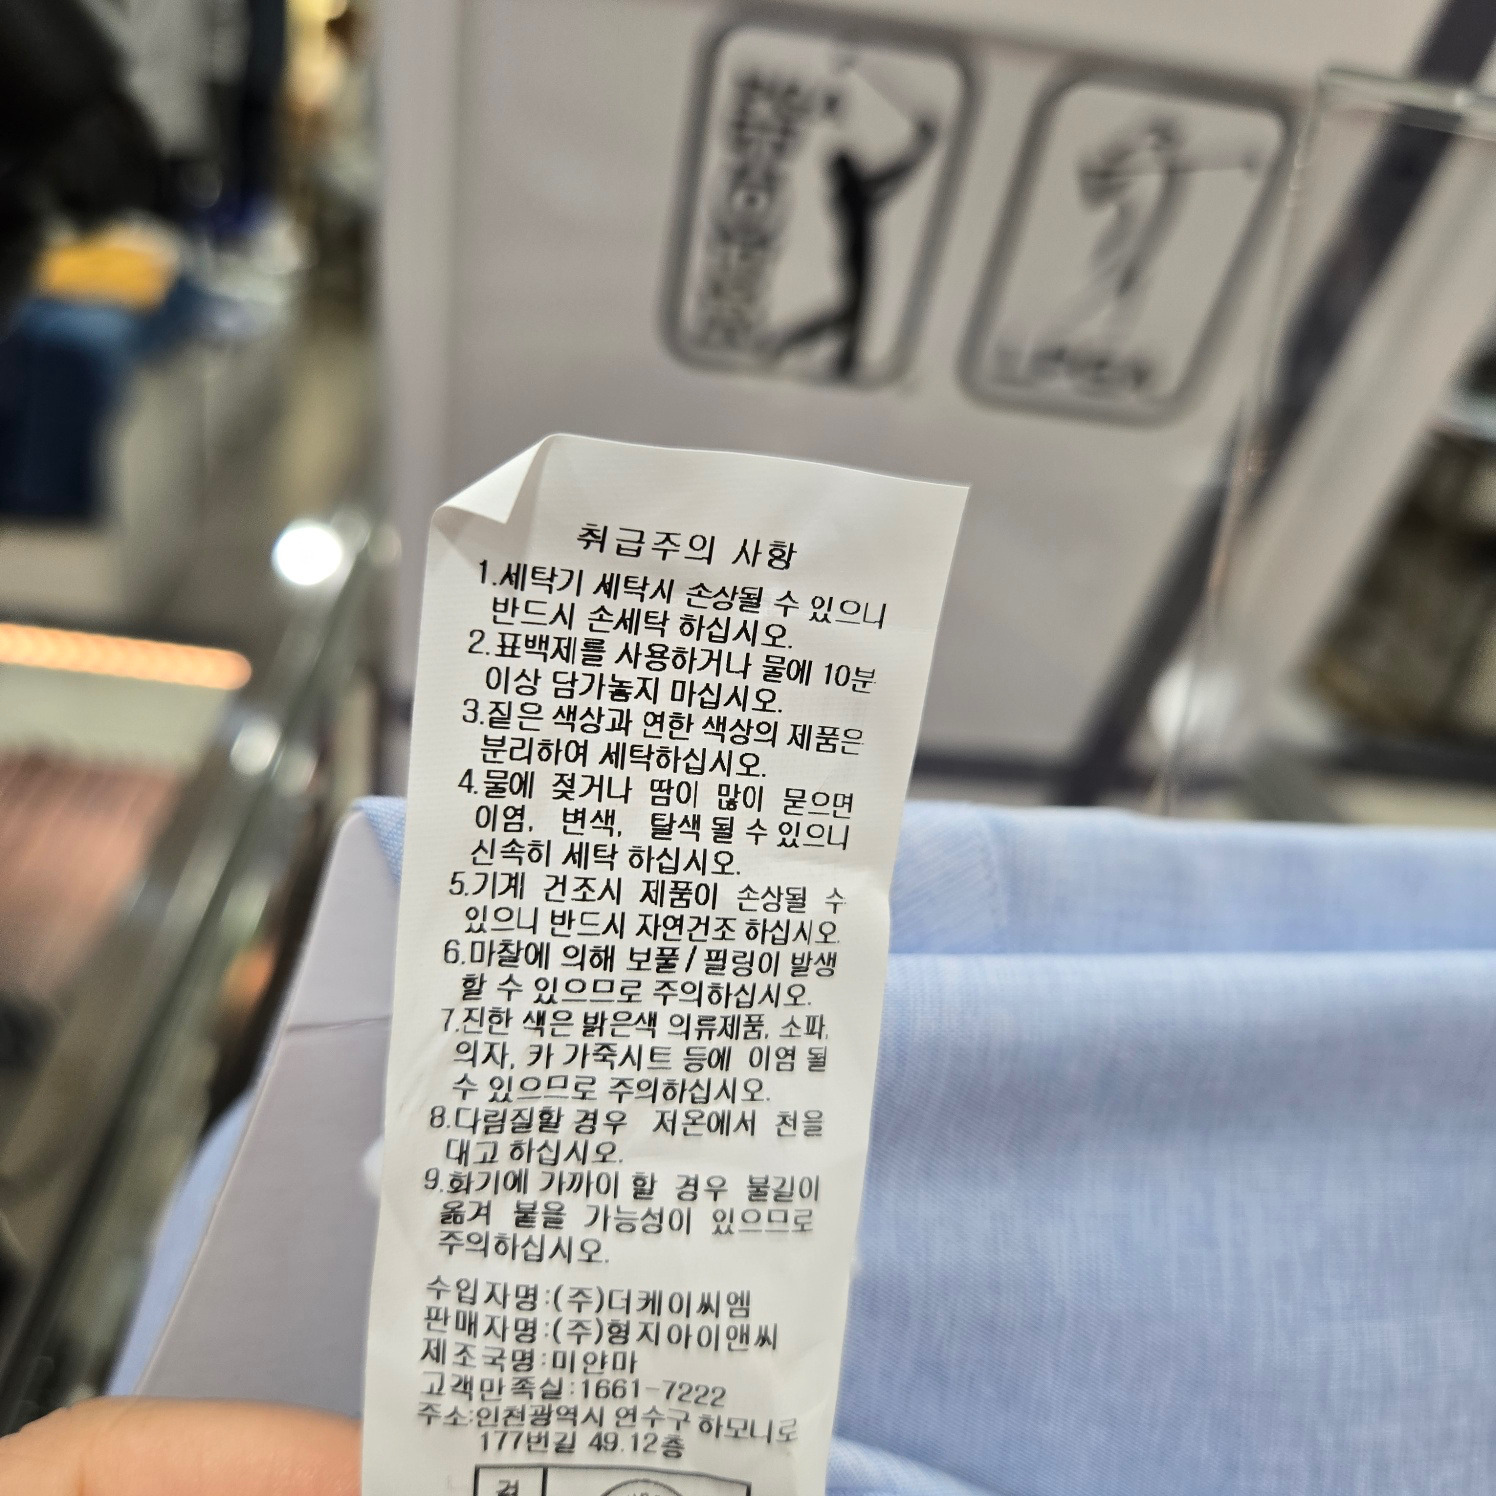 취급주의 사항
1.세탁기 세탁시 손상될 수 있으니
반드시 손세탁 하십시오.
2.표백제를 사용하거나 물에 10분
이상 담가놓지 마십시오.
3.짙은 색상과 연한 색상의 제품은
분리하여 세탁하십시오.
4.물에 젖거나 땀이 많이 묻으면
이염, 변색, 탈색 될 수 있으니
신속히 세탁 하십시오.
5.기계 건조시 제품이 손상될 수
있으니 반드시 자연건조 하십시오.
6.마찰에 의해 보풀/필링이 발생
할 수 있으므로 주의하십시오.
7.진한 색은 밝은색 의류제품, 소파,
의자, 카 가죽시트 등에 이염 될
수 있으므로 주의하십시오.
8.다림질할 경우 저온에서 천을
대고 하십시오.
9.화기에 가까이 할 경우 불길이
옮겨 붙을 가능성이 있으므로
주의하십시오.
수입자명:(주)더케이씨엠
판매자명:(주)형지아이앤씨
제조국명:미얀마
고객만족실:1661-7222
주소:인천광역시 연수구 하모니로
177번길 49.12층